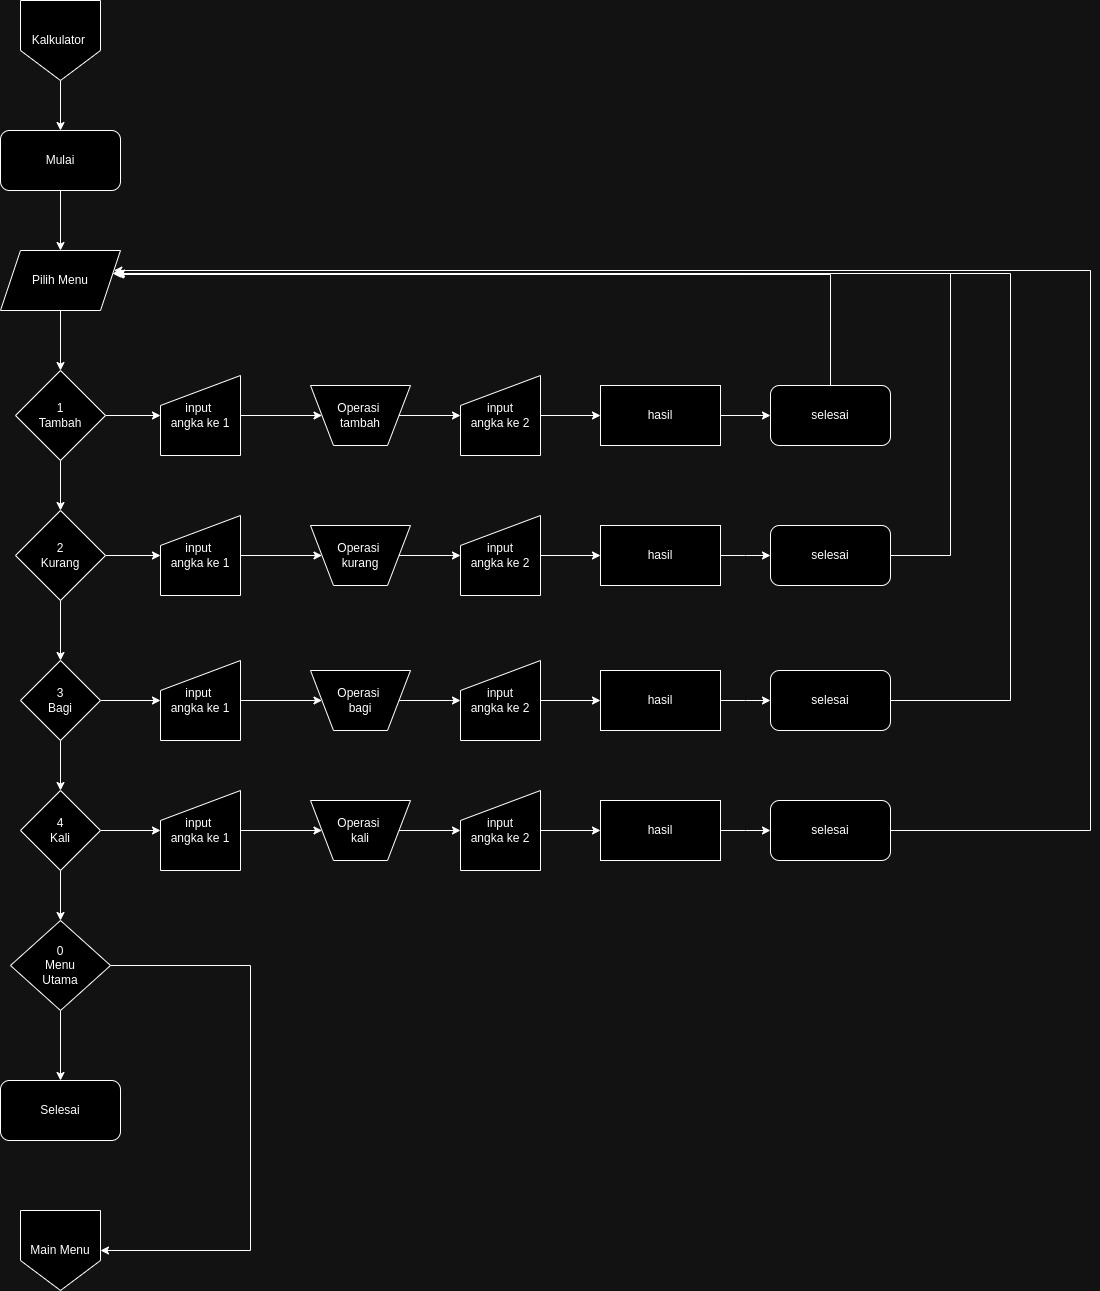 Kalkulator
Mulai
Pilih Menu
1
Tambah
input
angka ke 1
Operasi
tambah
input
angka ke 2
hasil
selesai
2
Kurang
input
angka ke 1
Operasi
kurang
input
angka ke 2
hasil
selesai
3
Bagi
input
angka ke 1
Operasi
bagi
input
angka ke 2
hasil
selesai
4
Kali
input
angka ke 1
Operasi
kali
input
angka ke 2
hasil
selesai
0
Menu
Utama
Selesai
Main Menu